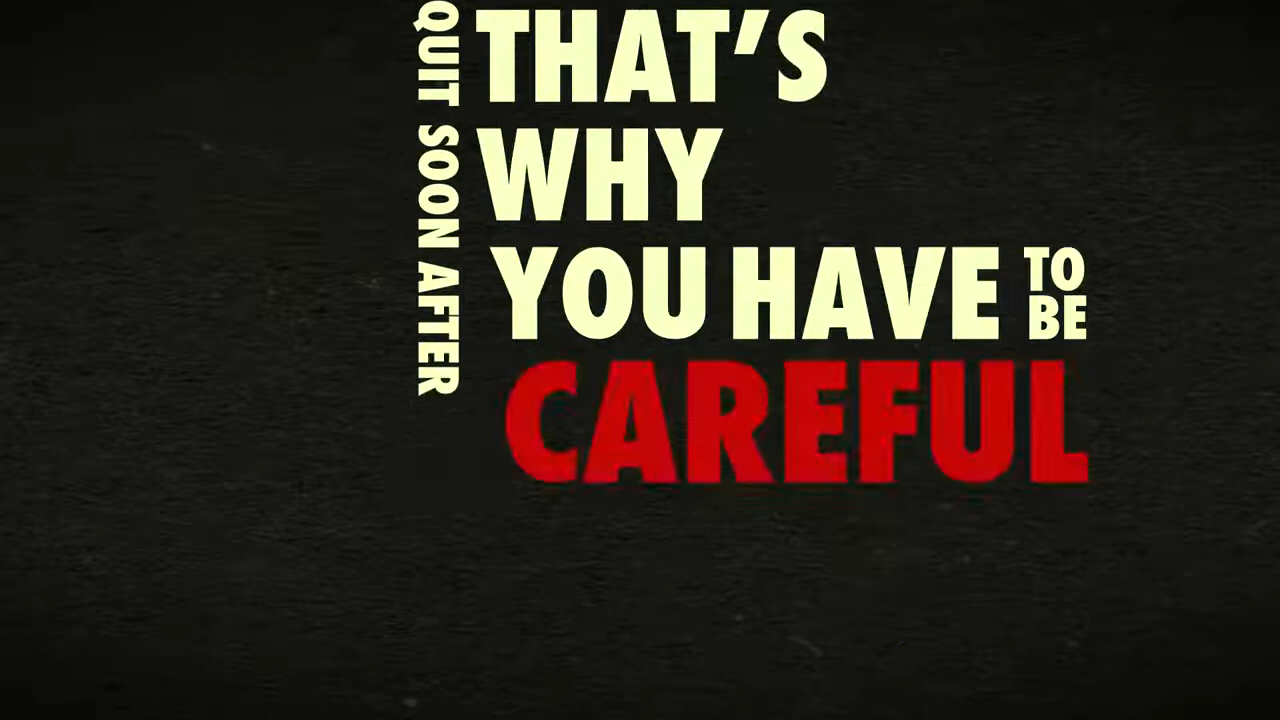 QUIT SOON AFTER
THAT'S
WHY
YOU HAVE TO BE
CAREFUL